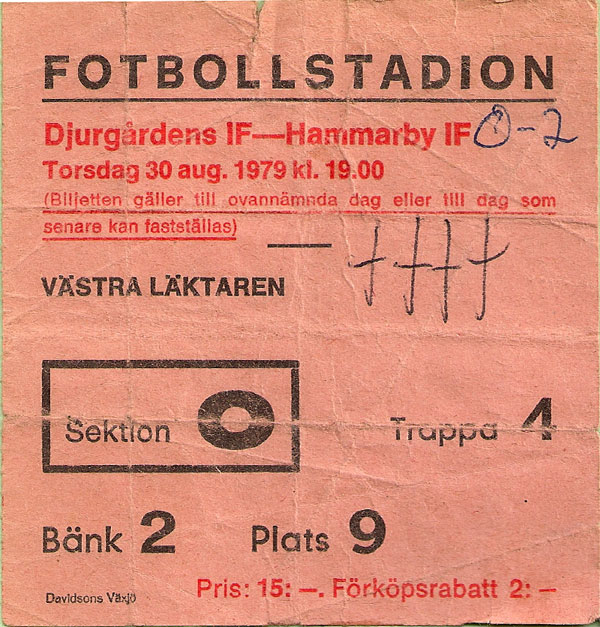 FOTBOLLSTADION
Djurgårdens IF—Hammarby IF 0-2
Torsdag 30 aug. 1979 kl. 19.00
(Biljetten gäller till ovannämnda dag eller till dag som
senare kan fastställas)
VÄSTRA LÄKTAREN
Sektion O Trappa 4
Bänk 2 Plats 9
Davidsons Växjö Pris: 15: —. Förköpsrabatt 2: —